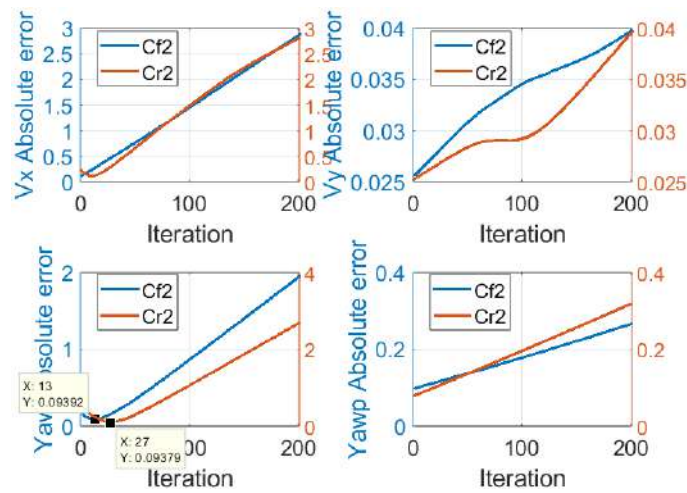 Vx Absolute error
3
2.5
2
1.5
1
0.5
0
Cf2
Cr2
3
2.5
2
1.5
1
0.5
0
0 100 200
Iteration
Vy Absolute error
0.04
0.035
0.03
0.025
Cf2
Cr2
0.04
0.035
0.03
0.025
0 100 200
Iteration
Absolute error
2
1
0
Cf2
Cr2
4
2
0
X: 13
Y: 0.09392
X: 27
Y: 0.09379
0 100 200
Iteration
Yawp Absolute error
0.4
0.2
0
Cf2
Cr2
0.4
0.2
0
0 100 200
Iteration